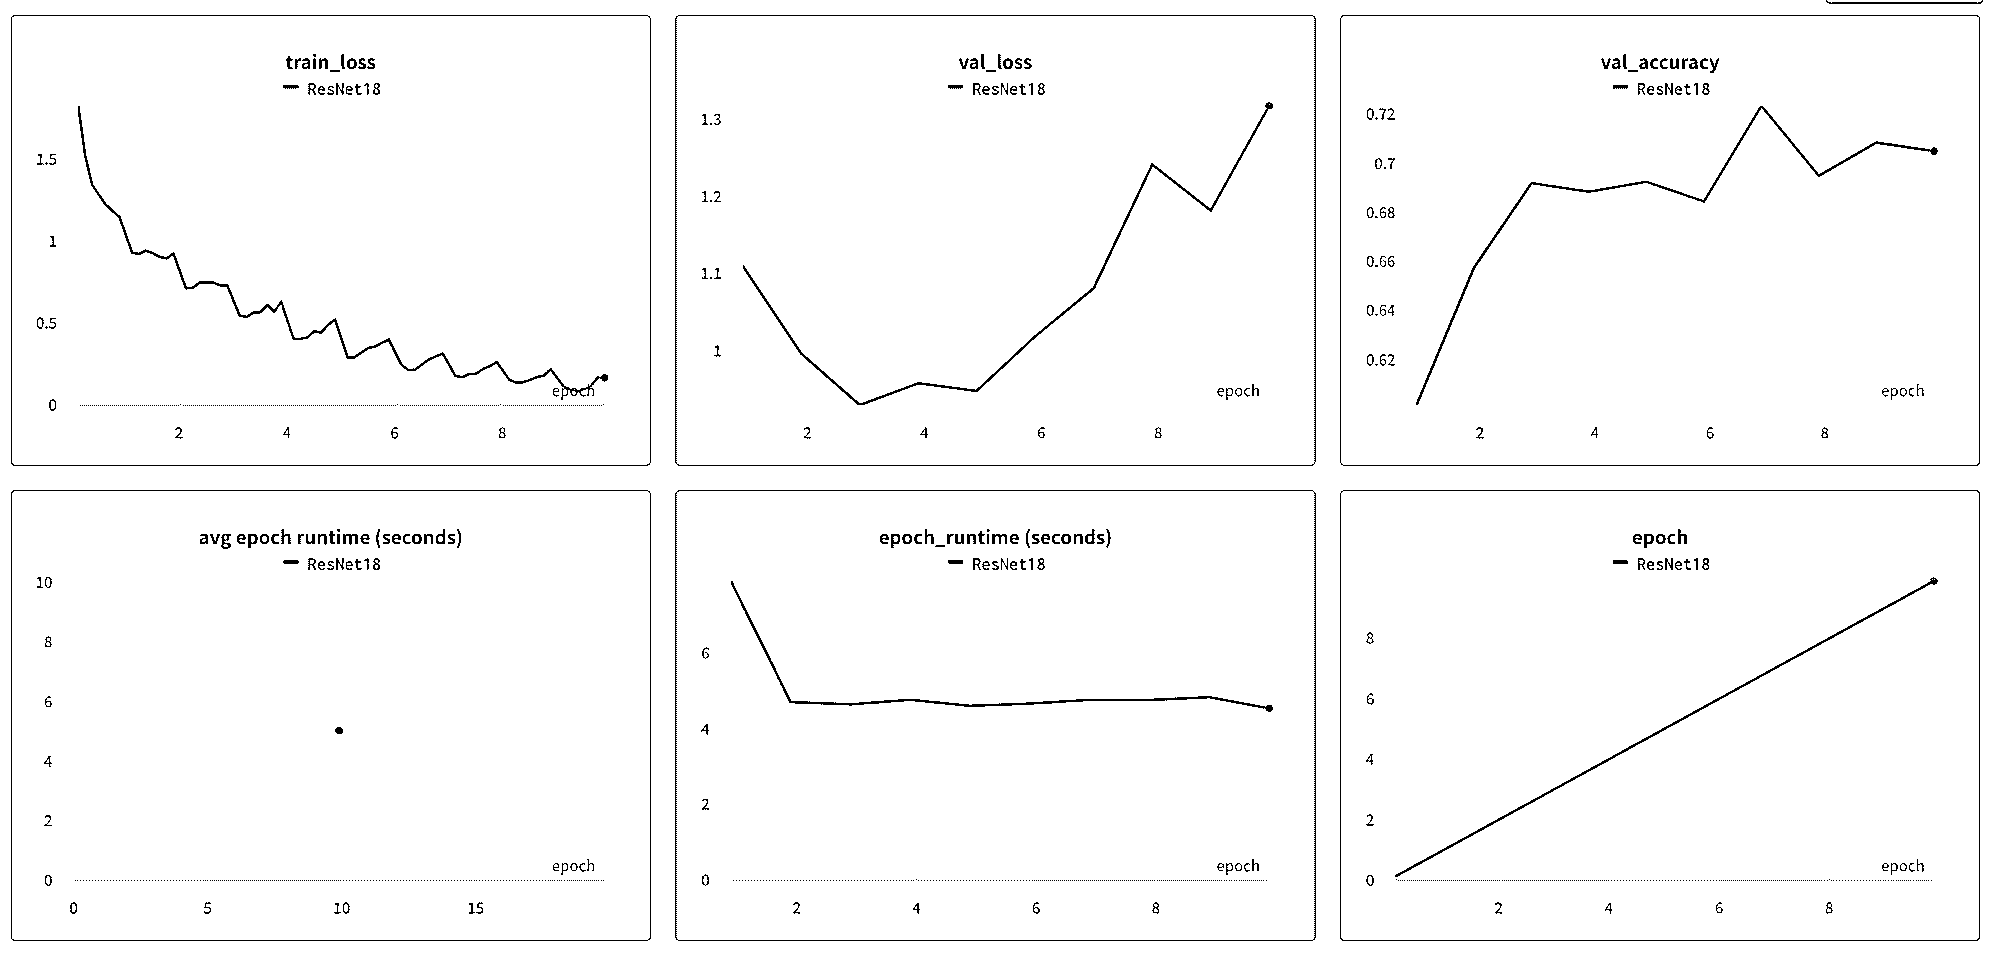 train_loss
ResNet18
1.5
1
0.5
0
epoch
2 4 6 8
val_loss
ResNet18
1.3
1.2
1.1
1
epoch
2 4 6 8
val_accuracy
ResNet18
0.72
0.7
0.68
0.66
0.64
0.62
epoch
2 4 6 8
avg epoch runtime (seconds)
ResNet18
10
8
6
4
2
0
epoch
0 5 10 15
epoch_runtime (seconds)
ResNet18
6
4
2
0
epoch
2 4 6 8
epoch
ResNet18
8
6
4
2
0
epoch
2 4 6 8